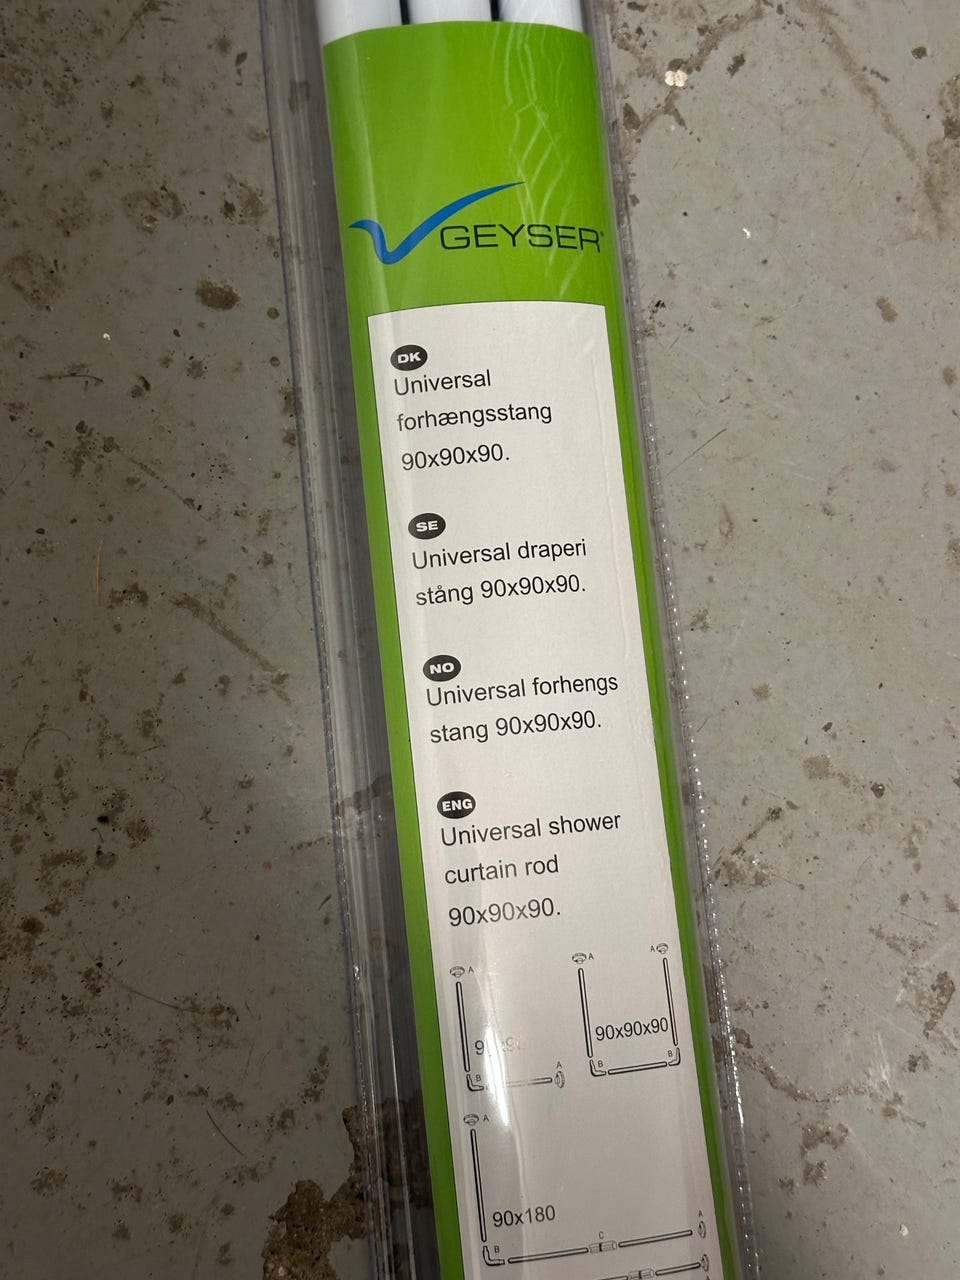 GEYSER®
DK
Universal
forhængsstang
90x90x90.
SE
Universal draperi
stång 90x90x90.
NO
Universal forhengs
stang 90x90x90.
ENG
Universal shower
curtain rod
90x90x90.
A
A
A
90x90x90
B
A
B
B
A
90x180
B
C
A